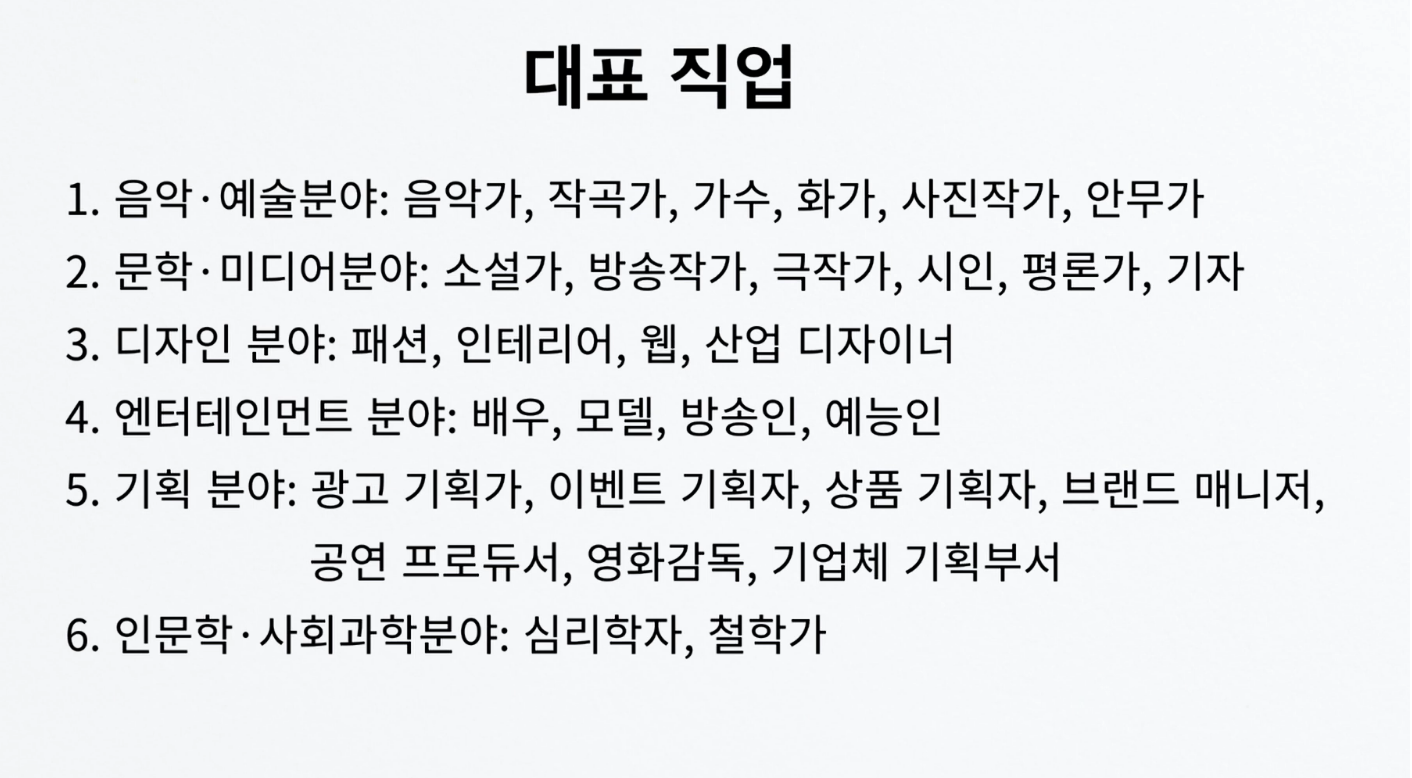 대표 직업
1. 음악·예술분야: 음악가, 작곡가, 가수, 화가, 사진작가, 안무가
2. 문학·미디어분야: 소설가, 방송작가, 극작가, 시인, 평론가, 기자
3. 디자인 분야: 패션, 인테리어, 웹, 산업 디자이너
4. 엔터테인먼트 분야: 배우, 모델, 방송인, 예능인
5. 기획 분야: 광고 기획가, 이벤트 기획자, 상품 기획자, 브랜드 매니저,
공연 프로듀서, 영화감독, 기업체 기획부서
6. 인문학·사회과학분야: 심리학자, 철학가